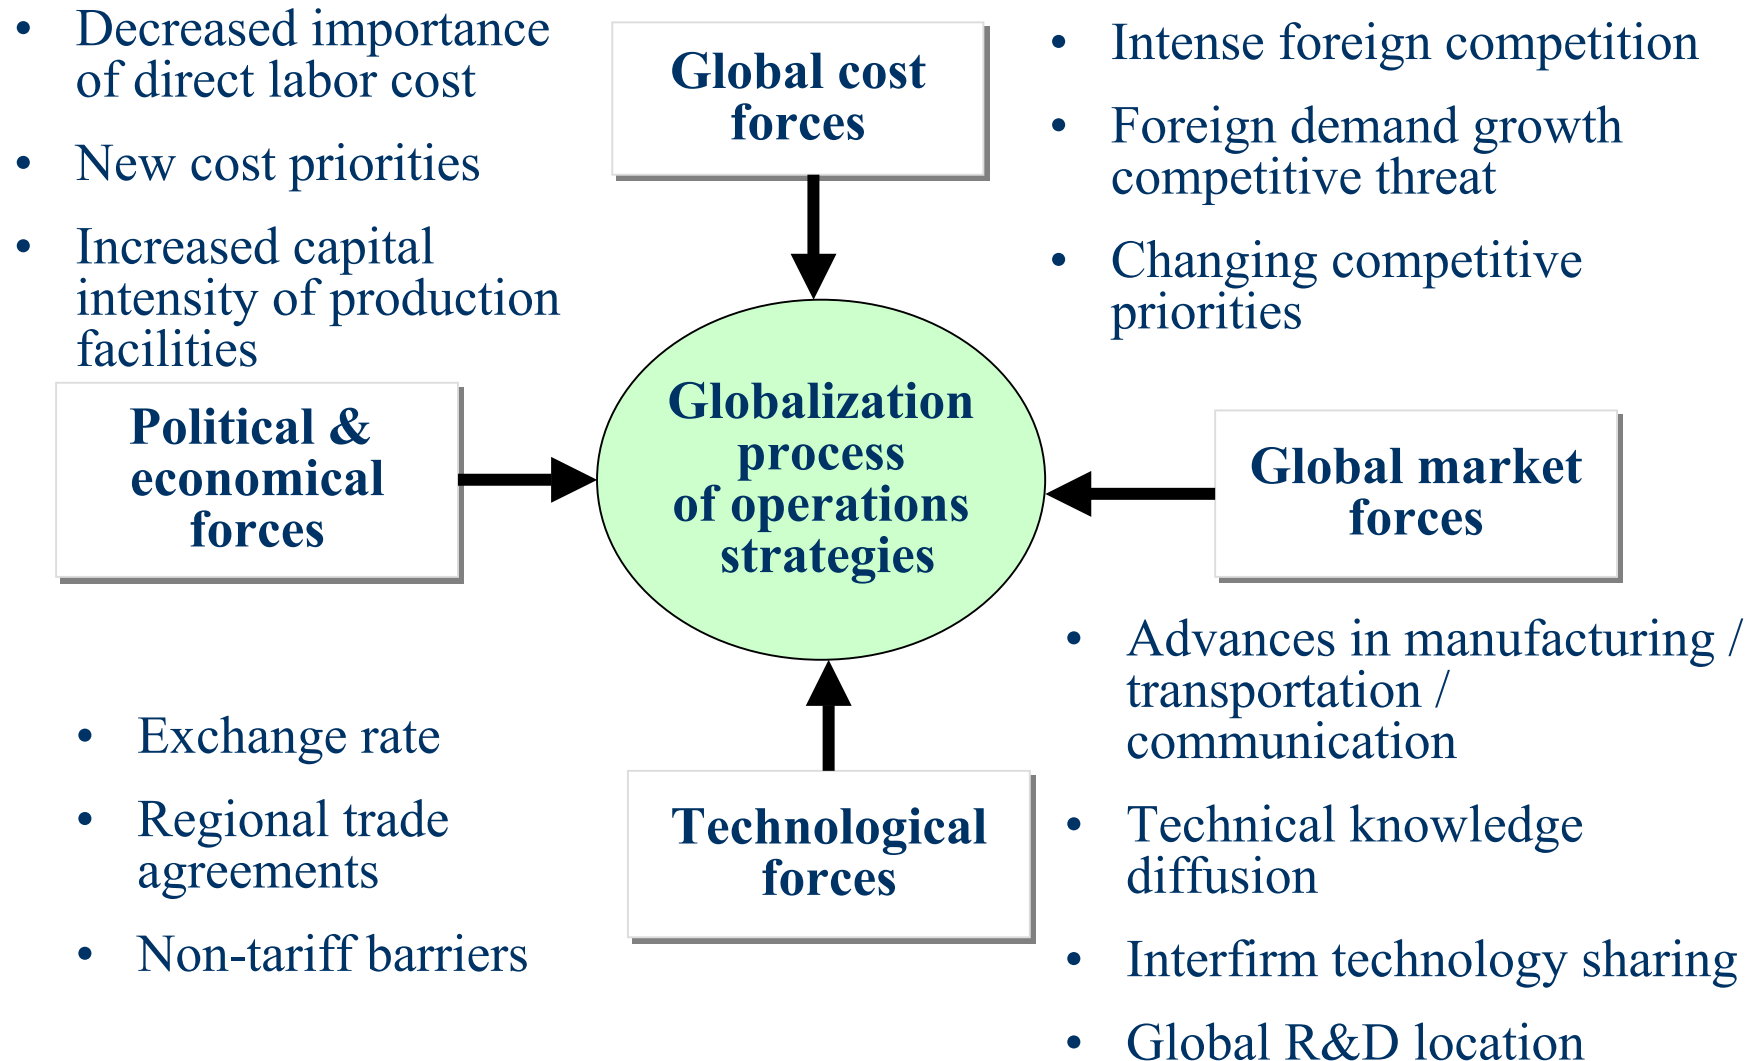 • Decreased importance
of direct labor cost
• New cost priorities
• Increased capital
intensity of production
facilities
Global cost
forces
• Intense foreign competition
• Foreign demand growth
competitive threat
• Changing competitive
priorities
Political &
economical
forces
Globalization
process
of operations
strategies
Global market
forces
• Exchange rate
• Regional trade
agreements
• Non-tariff barriers
Technological
forces
• Advances in manufacturing /
transportation /
communication
• Technical knowledge
diffusion
• Interfirm technology sharing
• Global R&D location